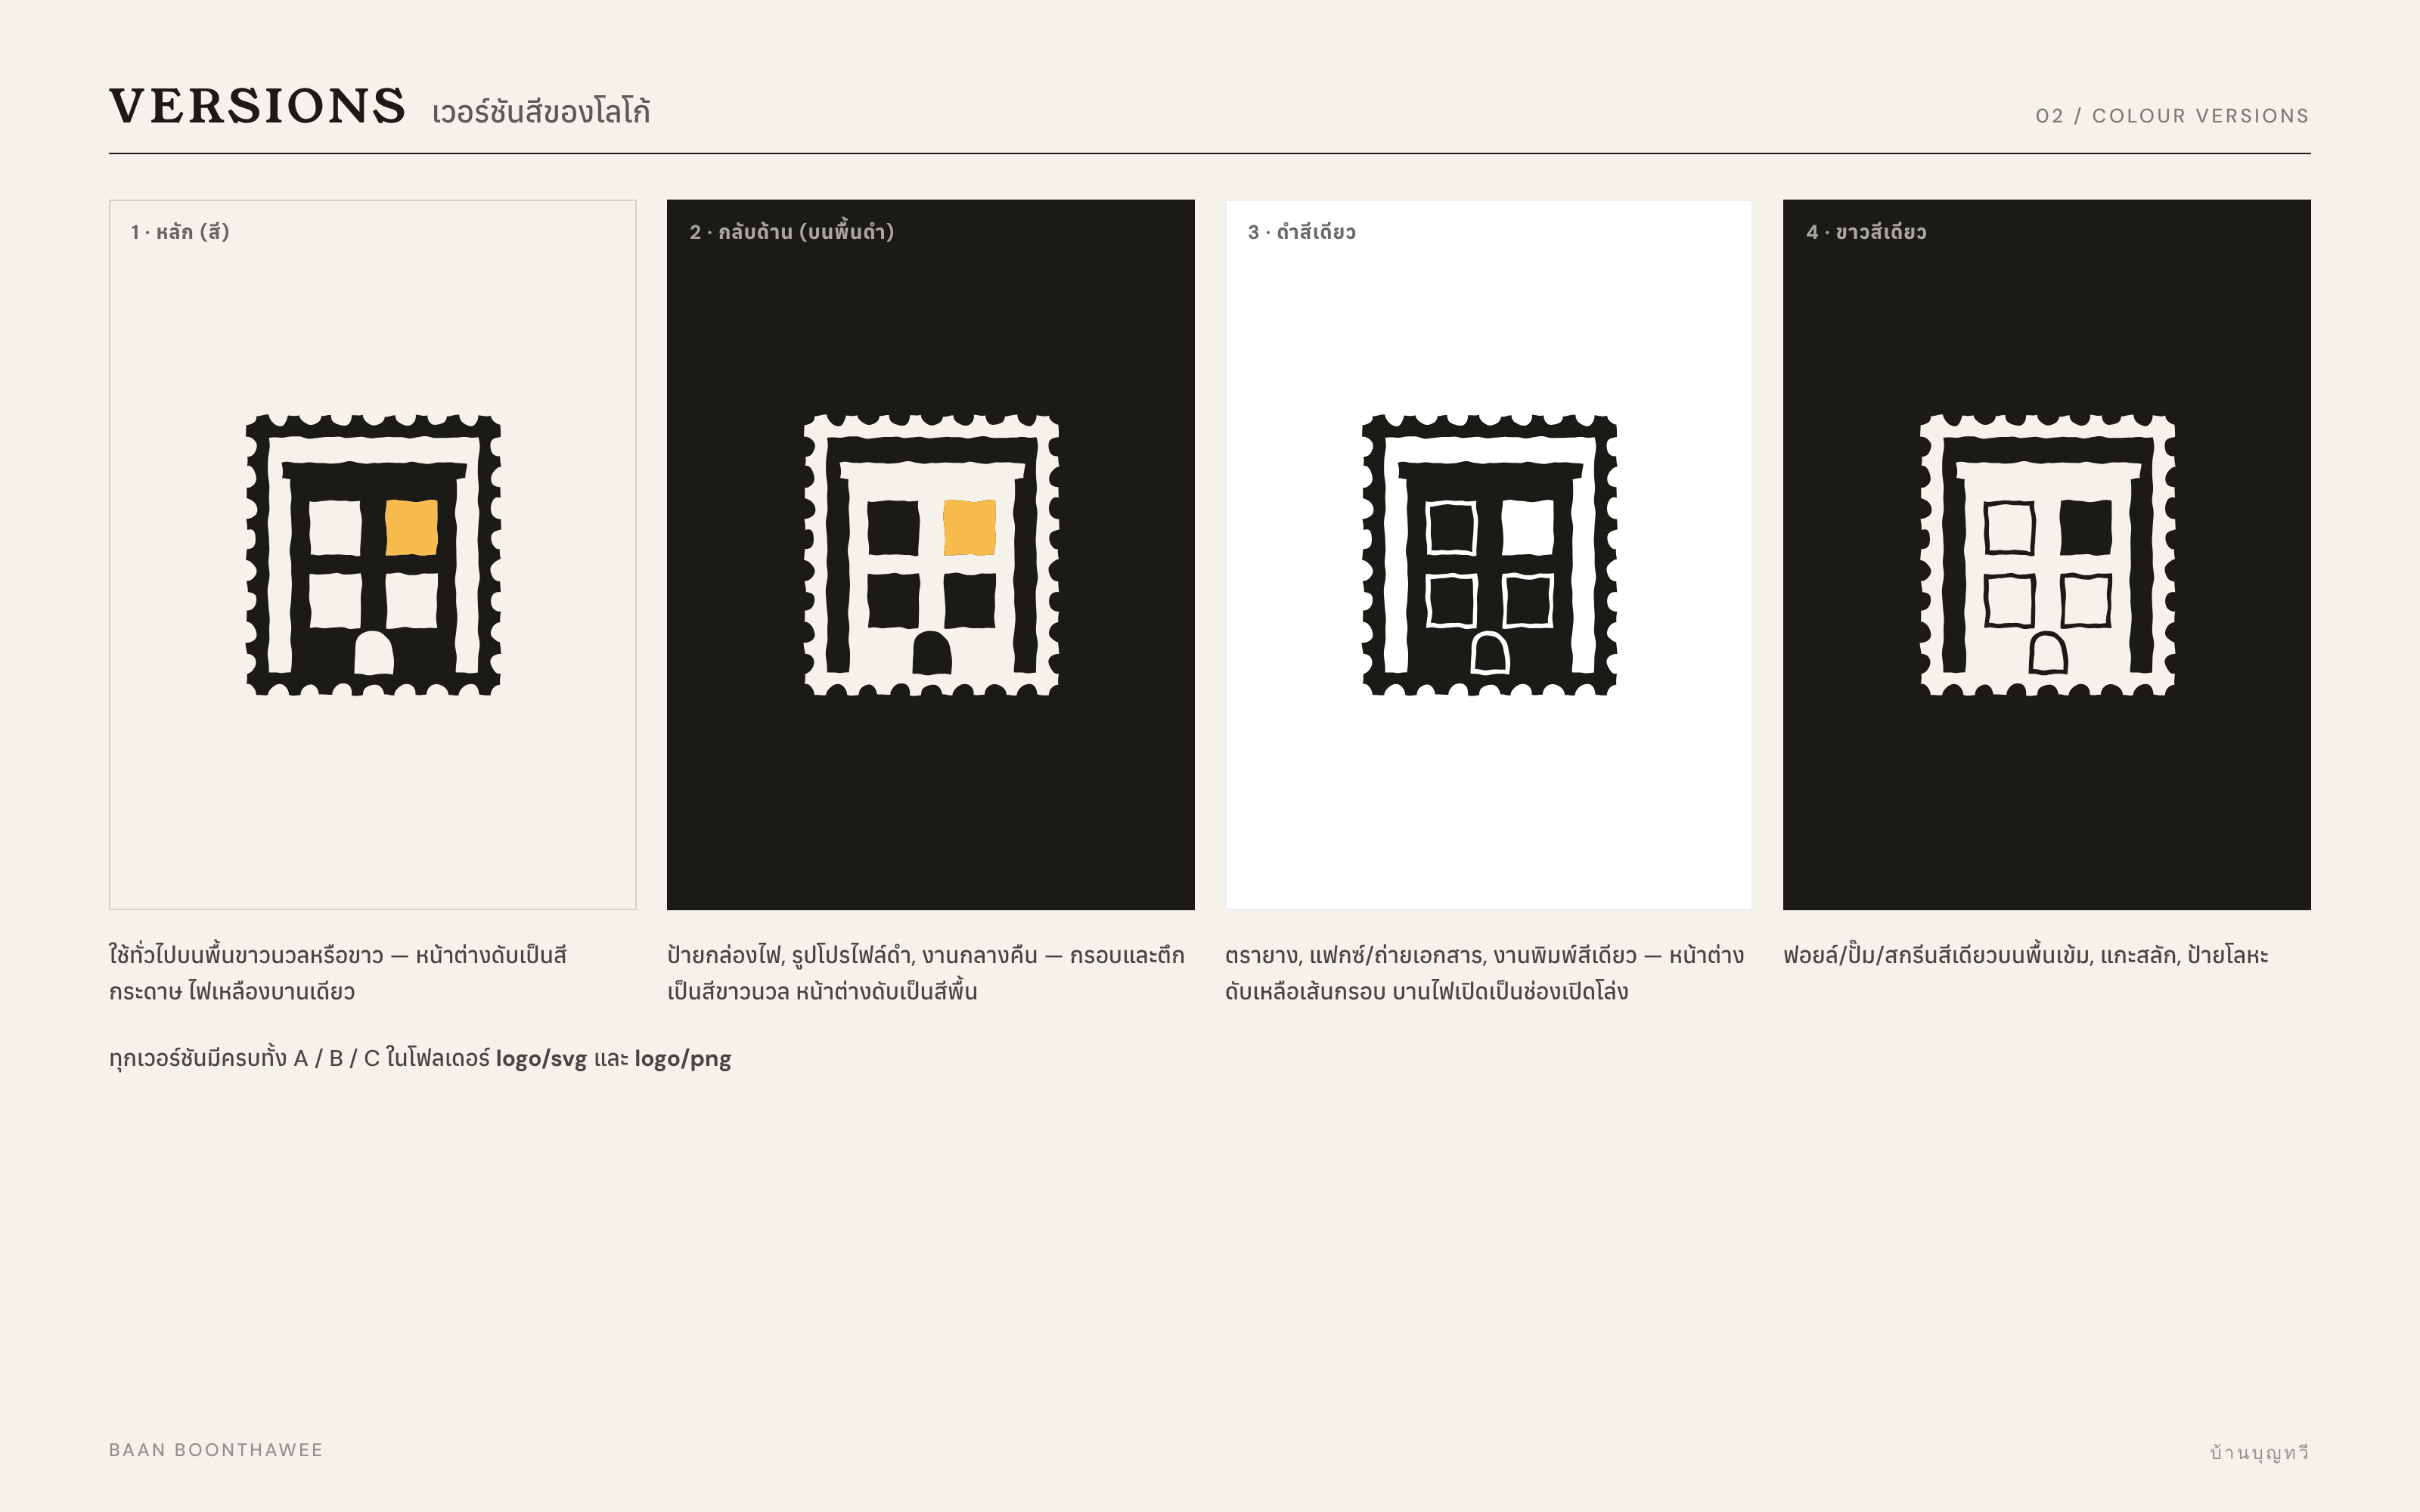 VERSIONS เวอร์ชันสีของโลโก้
02 / COLOUR VERSIONS
1 · หลัก (สี)
2 · กลับด้าน (บนพื้นดำ)
3 · ดำสีเดียว
4 · ขาวสีเดียว
ใช้ทั่วไปบนพื้นขาวนวลหรือขาว — หน้าต่างดับเป็นสี
กระดาษ ไฟเหลืองบานเดียว
ป้ายกล่องไฟ, รูปโปรไฟล์ดำ, งานกลางคืน — กรอบและตึก
เป็นสีขาวนวล หน้าต่างดับเป็นสีพื้น
ตรายาง, แฟกซ์/ถ่ายเอกสาร, งานพิมพ์สีเดียว — หน้าต่าง
ดับเหลือเส้นกรอบ บานไฟเปิดเป็นช่องเปิดโล่ง
ฟอยล์/ปั๊ม/สกรีนสีเดียวบนพื้นเข้ม, แกะสลัก, ป้ายโลหะ
ทุกเวอร์ชันมีครบทั้ง A / B / C ในโฟลเดอร์ logo/svg และ logo/png
BAAN BOONTHAWEE
บ้านบุญทวี